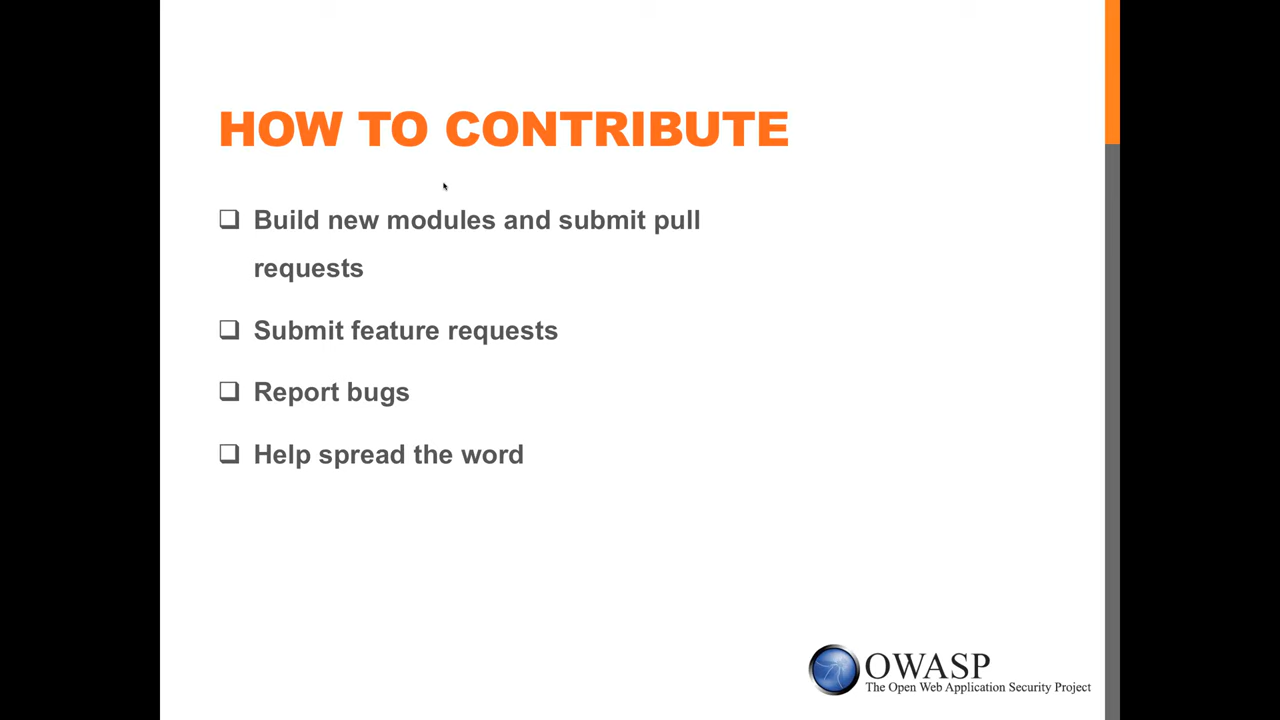 HOW TO CONTRIBUTE
Build new modules and submit pull
requests
Submit feature requests
Report bugs
Help spread the word
OWASP
The Open Web Application Security Project